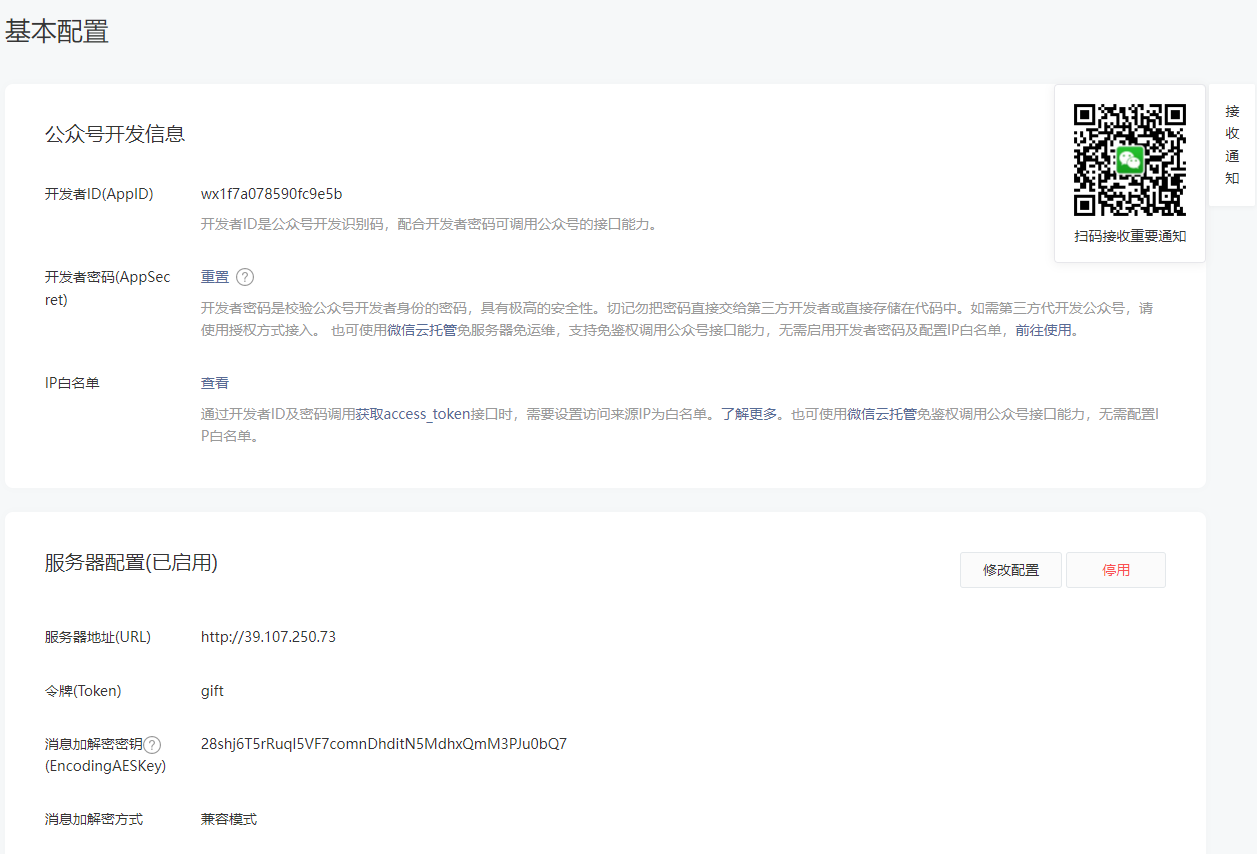 基本配置
公众号开发信息
开发者ID(AppID)
wx1f7a078590fc9e5b
开发者ID是公众号开发识别码，配合开发者密码可调用公众号的接口能力。
开发者密码(AppSec
ret)
重置 ?
开发者密码是校验公众号开发者身份的密码，具有极高的安全性。切记勿把密码直接交给第三方开发者或直接存储在代码中。如需第三方代开发公众号，请
使用授权方式接入。 也可使用微信云托管免服务器免运维，支持免鉴权调用公众号接口能力，无需启用开发者密码及配置IP白名单，前往使用。
IP白名单
查看
通过开发者ID及密码调用获取access_token接口时，需要设置访问来源IP为白名单。了解更多。也可使用微信云托管免鉴权调用公众号接口能力，无需配置I
P白名单。
扫码接收重要通知
接
收
通
知
服务器配置(已启用)
修改配置
停用
服务器地址(URL)
http://39.107.250.73
令牌(Token)
gift
消息加解密密钥?
(EncodingAESKey)
28shj6T5rRuqI5VF7comnDhditN5MdhxQmM3PJu0bQ7
消息加解密方式
兼容模式